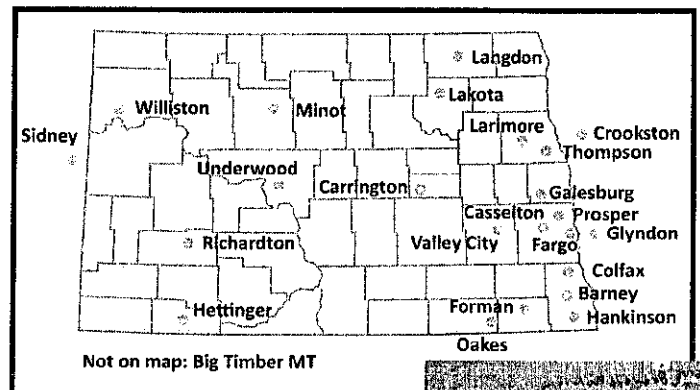 Langdon
Lakota
Williston Minot
Larimore Crookston
Sidney
Thompson
Underwood
Carrington
Galesburg
Casselton Prosper
Richardton Valley City Fargo Glyndon
Colfax
Barney
Hettinger Forman
Hankinson
Oakes
Not on map: Big Timber MT